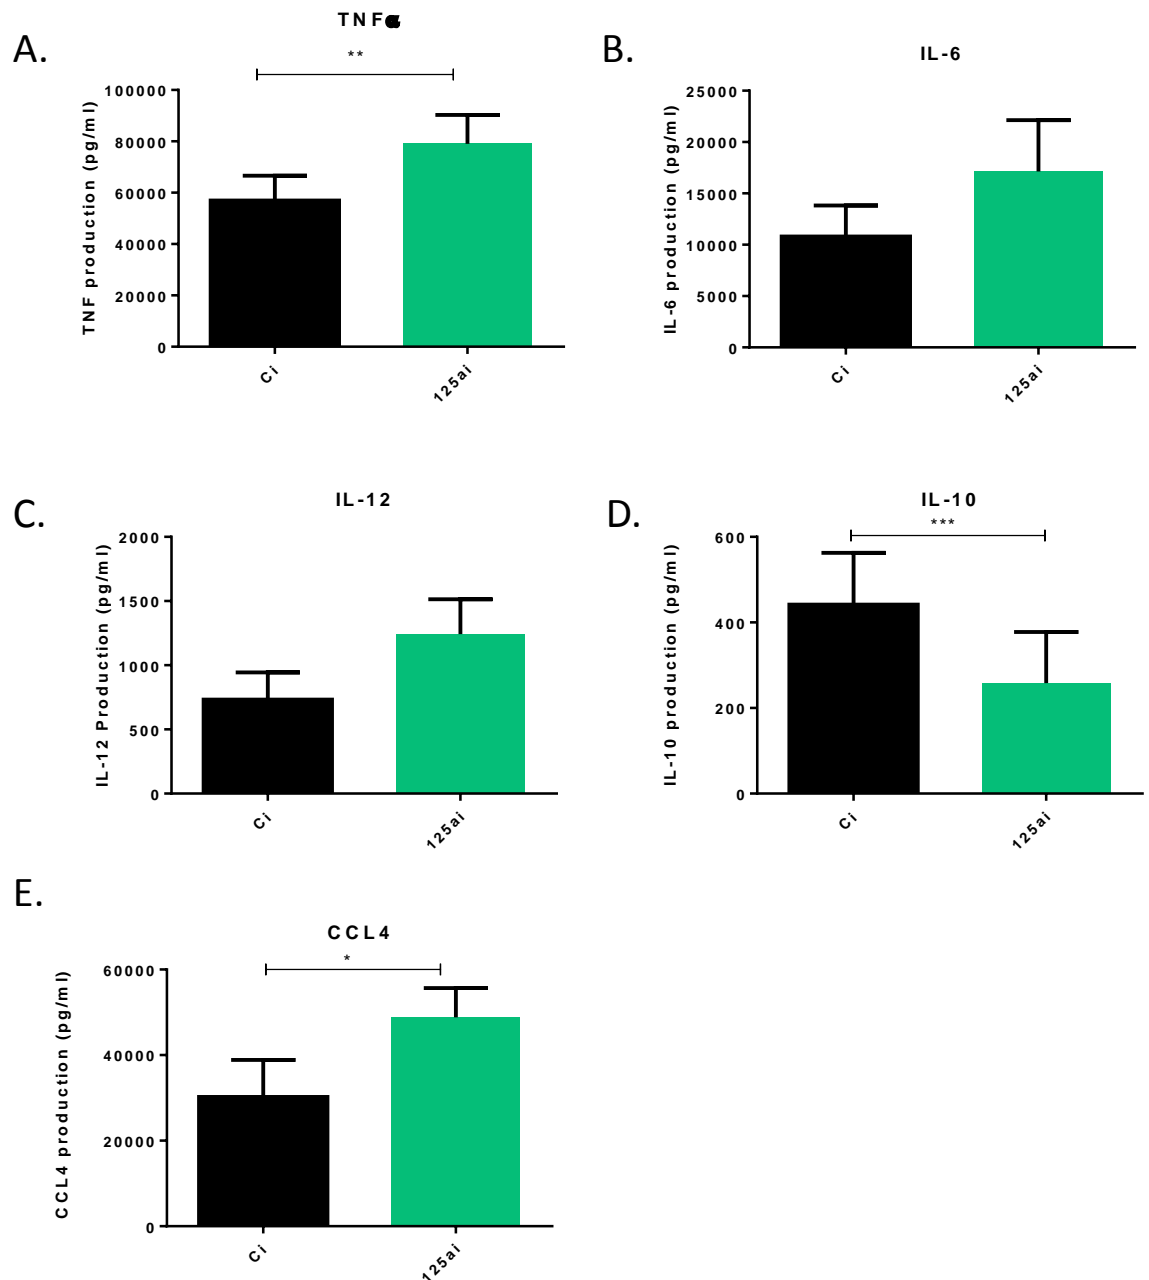 A.
TNFα
**
TNF production (pg/ml)
100000
80000
60000
40000
20000
0
Ci
125ai
B.
IL-6
IL-6 production (pg/ml)
25000
20000
15000
10000
5000
0
Ci
125ai
C.
IL-12
IL-12 Production (pg/ml)
2000
1500
1000
500
0
Ci
125ai
D.
IL-10
***
IL-10 production (pg/ml)
600
400
200
0
Ci
125ai
E.
CCL4
*
CCL4 production (pg/ml)
60000
40000
20000
0
Ci
125ai